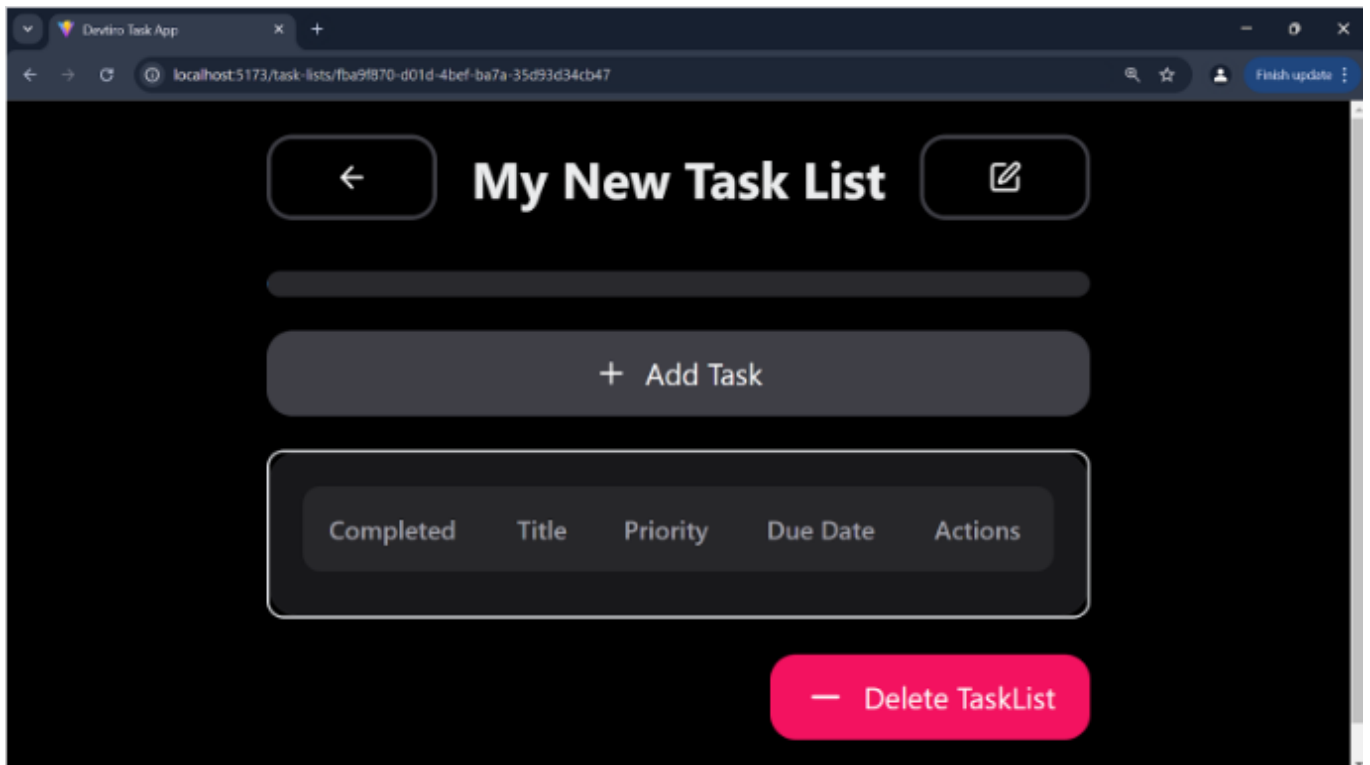 Devtiro Task App
localhost:5173/task-lists/fba9f870-d01d-4bef-ba7a-35d93d34cb47
Finish update
My New Task List
+ Add Task
Completed Title Priority Due Date Actions
— Delete TaskList